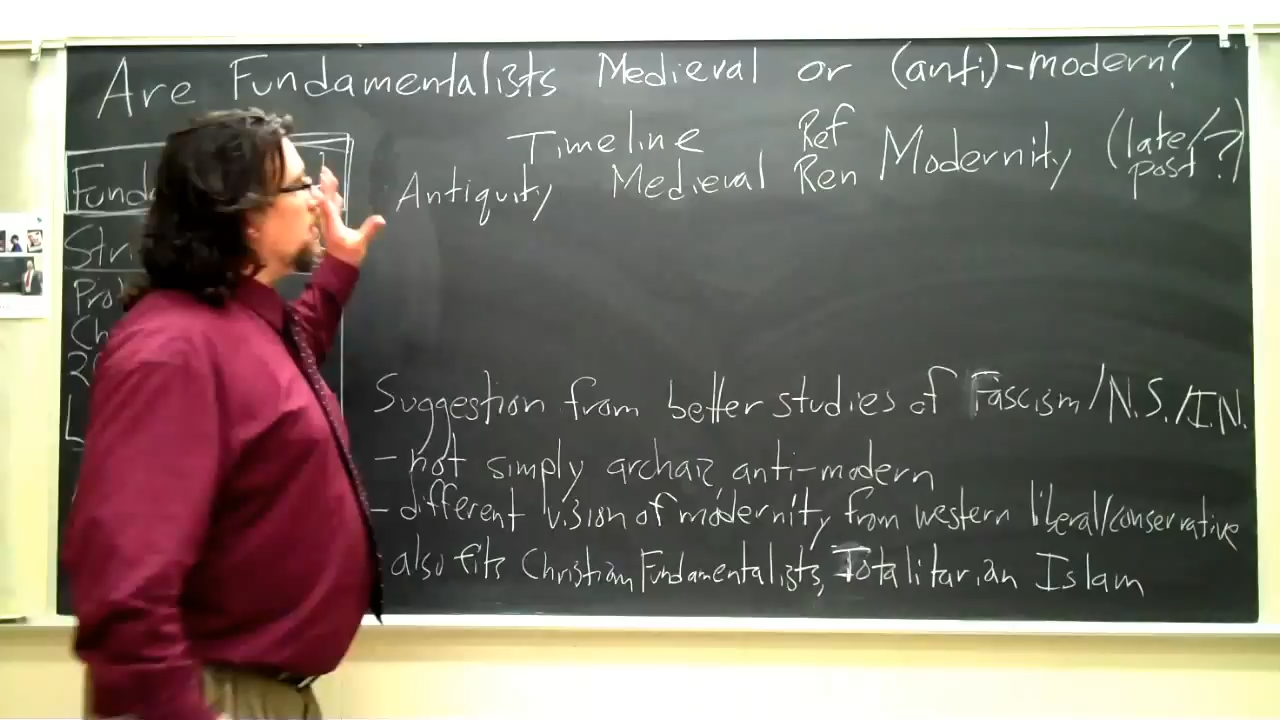 Are Fundamentalists Medieval or (anti)-modern?
Timeline Ref
Antiquity Medieval Ren Modernity (late/post?)
Suggestion from better studies of Fascism/N.S./I.N.
- not simply archaic, anti-modern
- different vision of modernity from western liberal/conservative
also fits Christian Fundamentalists, Totalitarian Islam